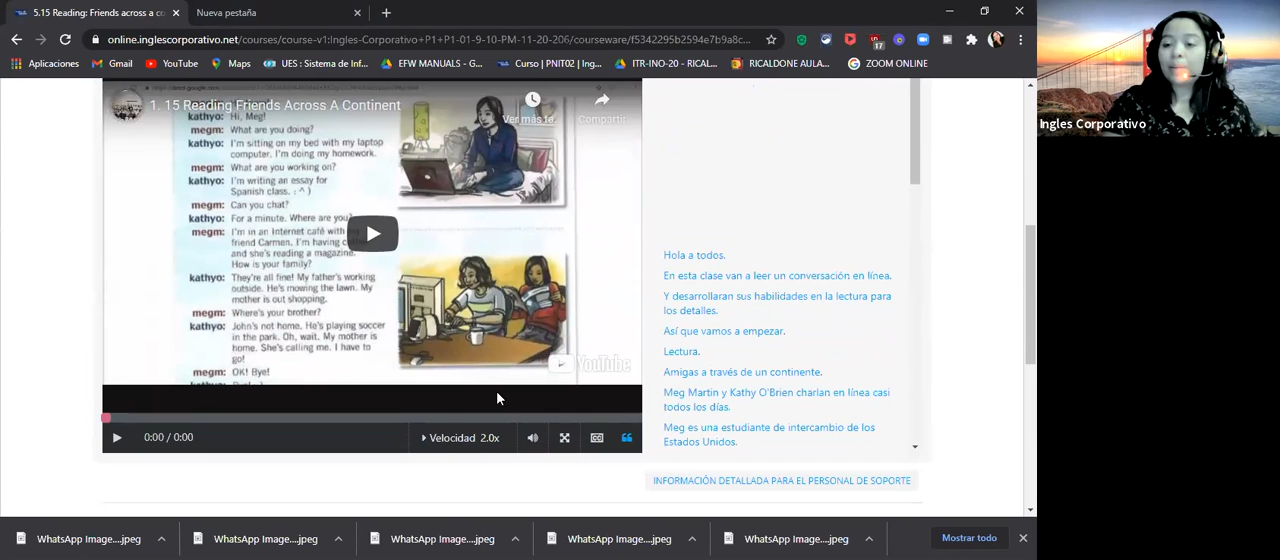 5.15 Reading: Friends across a co
Nueva pestaña
online.inglescorporativo.net/courses/course-v1:Ingles-Corporativo+P1+P1-01-9-10-PM-11-20-206/courseware/f5342295b2594e7b9a8c...
17
Aplicaciones
Gmail
YouTube
Maps
UES : Sistema de Inf...
EFW MANUALS - G...
Curso | PNIT02 | Ing...
ITR-INO-20 - RICAL...
RICALDONE AULA...
ZOOM ONLINE
Ingles Corporativo
1. 15 Reading Friends Across A Continent
Ver más ta...
Compartir
kathyo: Hi, Meg!
megm: What are you doing?
kathyo: I'm sitting on my bed with my laptop
computer. I'm doing my homework.
megm: What are you working on?
kathyo: I'm writing an essay for
Spanish class. : ^ )
megm: Can you chat?
kathyo: For a minute. Where are you?
megm: I'm in an Internet café with my
friend Carmen. I'm having
and she's reading a magazine.
How is your family?
kathyo: They're all fine! My father's working
outside. He's mowing the lawn. My
mother is out shopping.
megm: Where's your brother?
kathyo: John's not home. He's playing soccer
in the park. Oh, wait. My mother is
home. She's calling me. I have to
go!
megm: OK! Bye!
YouTube
0:00 / 0:00
Velocidad 2.0x
Hola a todos.
En esta clase van a leer un conversación en línea.
Y desarrollaran sus habilidades en la lectura para
los detalles.
Así que vamos a empezar.
Lectura.
Amigas a través de un continente.
Meg Martin y Kathy O'Brien charlan en línea casi
todos los días.
Meg es una estudiante de intercambio de los
Estados Unidos.
INFORMACIÓN DETALLADA PARA EL PERSONAL DE SOPORTE
WhatsApp Image....jpeg
WhatsApp Image....jpeg
WhatsApp Image....jpeg
WhatsApp Image....jpeg
WhatsApp Image....jpeg
Mostrar todo